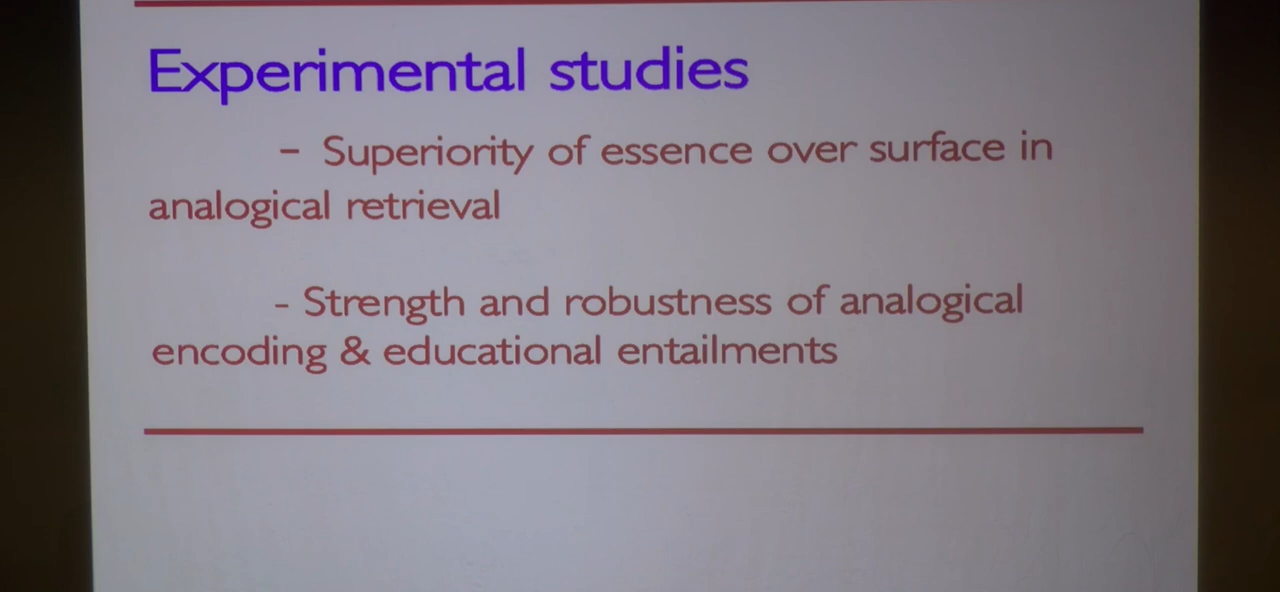 Experimental studies
– Superiority of essence over surface in
analogical retrieval
- Strength and robustness of analogical
encoding & educational entailments